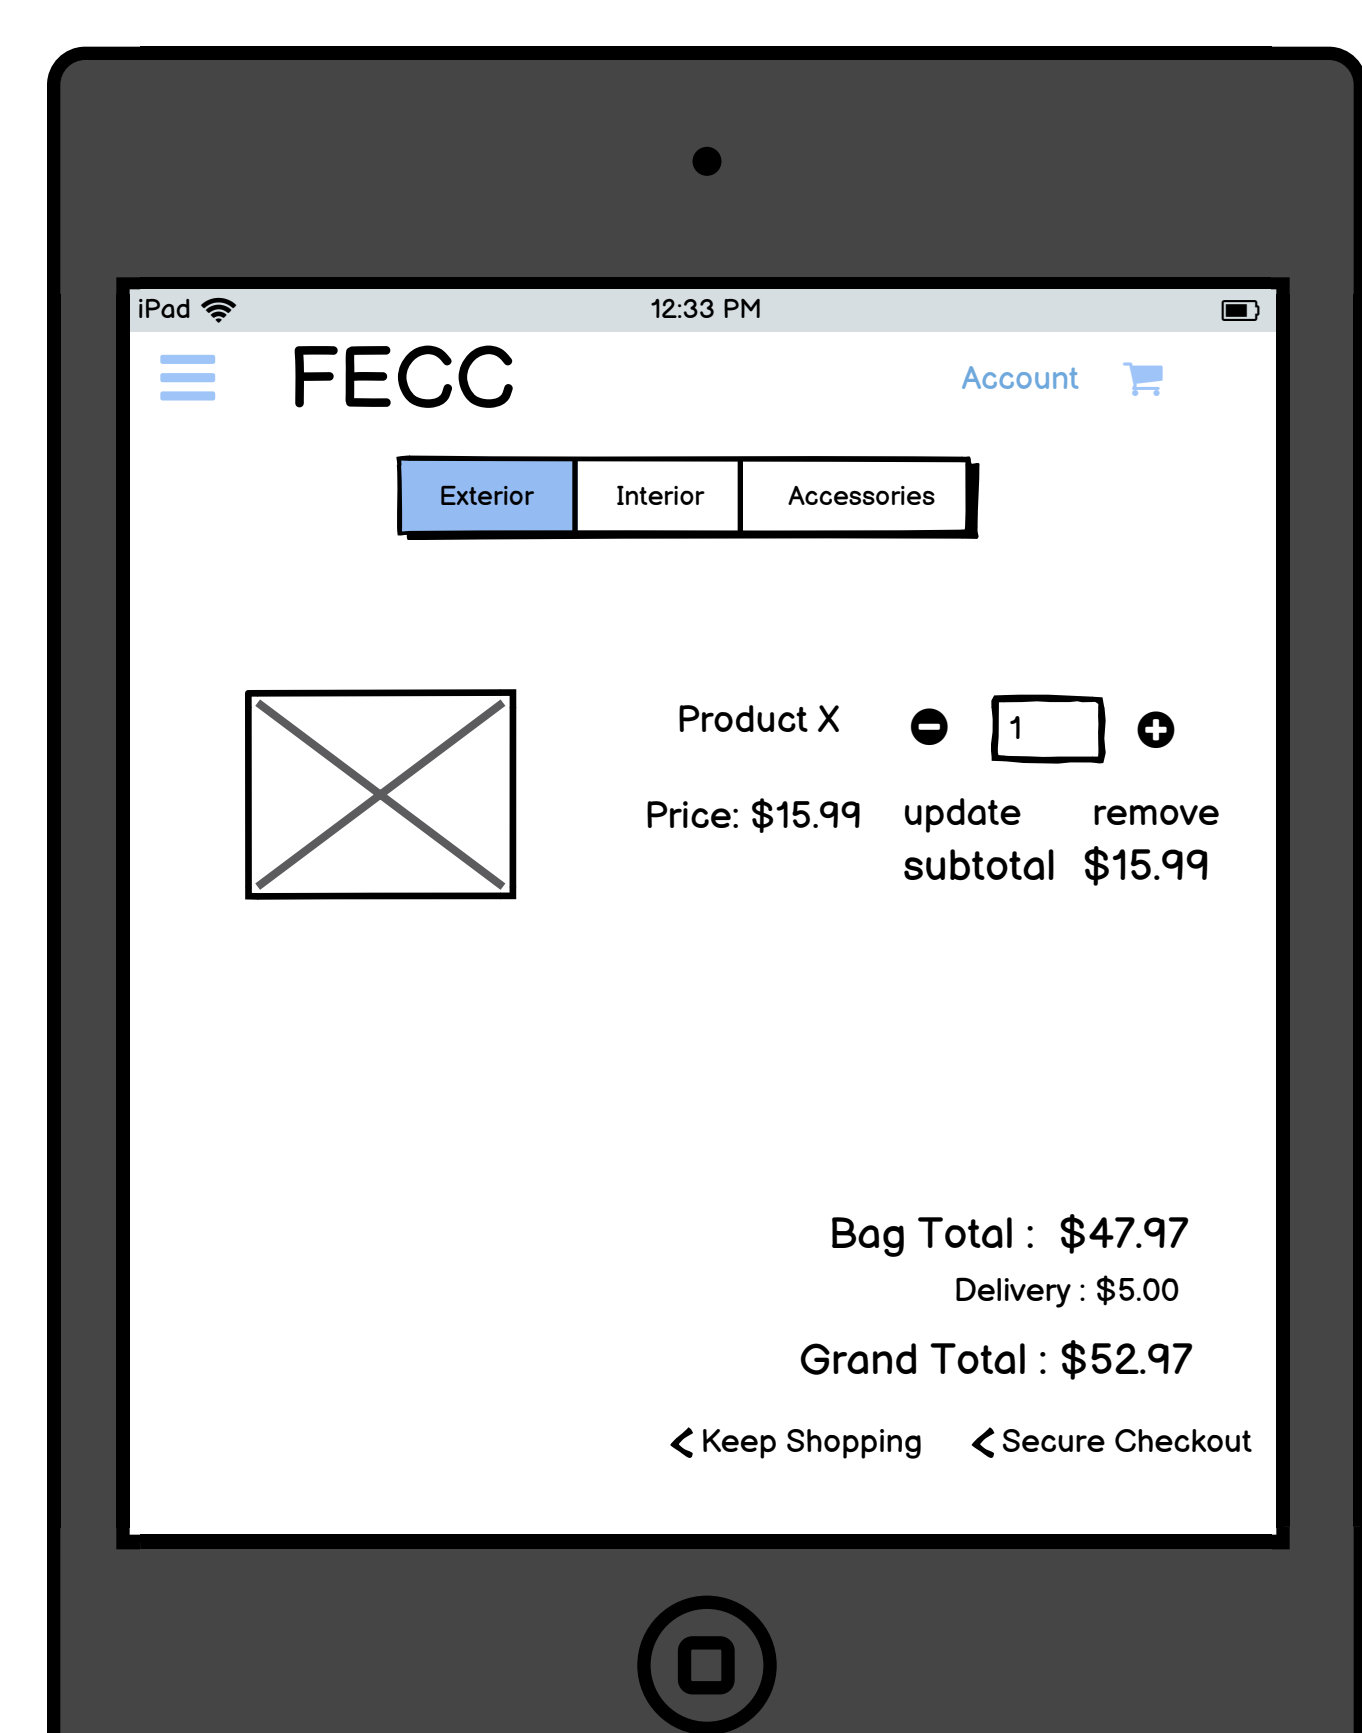 iPad 12:33 PM
FECC Account
Exterior Interior Accessories
Product X 1
Price: $15.99 update remove
subtotal $15.99
Bag Total : $47.97
Delivery : $5.00
Grand Total : $52.97
Keep Shopping Secure Checkout